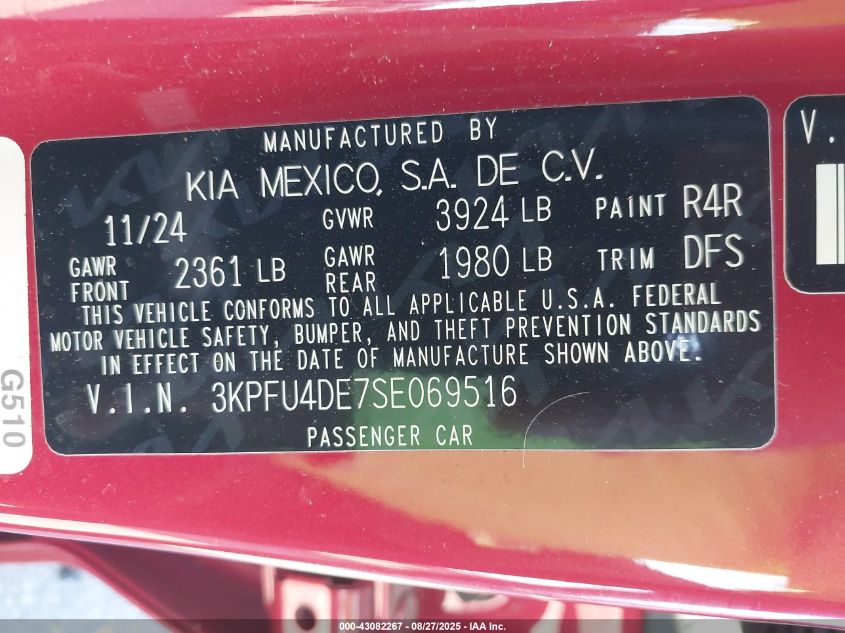 MANUFACTURED BY
KIA MEXICO, S.A. DE C.V.
11/24 GVWR 3924 LB PAINT R4R
GAWR FRONT 2361 LB GAWR REAR 1980 LB TRIM DFS
THIS VEHICLE CONFORMS TO ALL APPLICABLE U.S.A. FEDERAL
MOTOR VEHICLE SAFETY, BUMPER, AND THEFT PREVENTION STANDARDS
IN EFFECT ON THE DATE OF MANUFACTURE SHOWN ABOVE.
V.I.N. 3KPFU4DE7SE069516
PASSENGER CAR
G510
V.
000-43082267 - 08/27/2025 - IAA Inc.